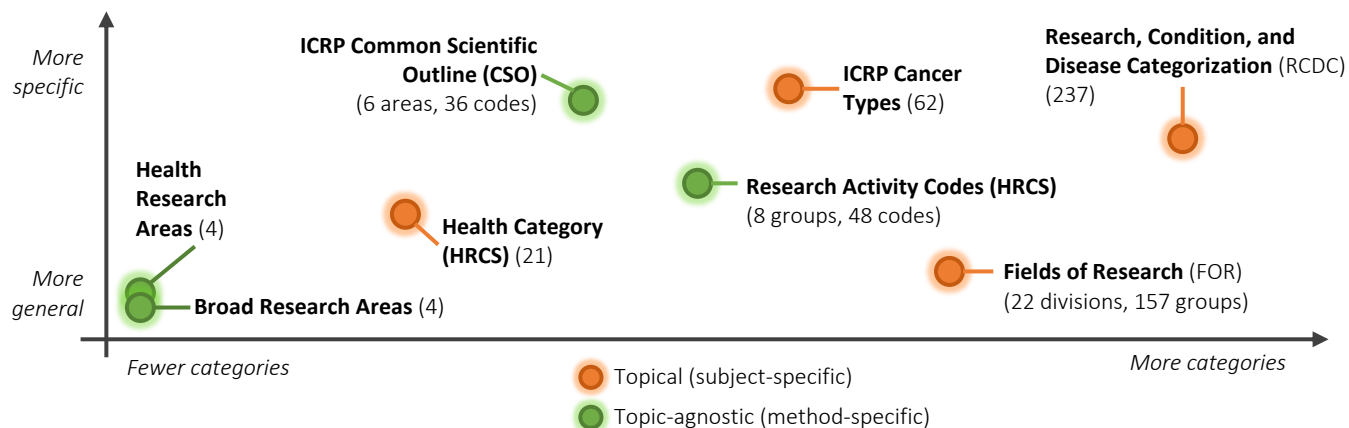 More
specific
ICRP Common Scientific
Outline (CSO)
(6 areas, 36 codes)
ICRP Cancer
Types (62)
Research, Condition, and
Disease Categorization (RCDC)
(237)
Health
Research
Areas (4)
Health Category
(HRCS) (21)
Research Activity Codes (HRCS)
(8 groups, 48 codes)
More
general
Broad Research Areas (4)
Fields of Research (FOR)
(22 divisions, 157 groups)
Fewer categories
More categories
Topical (subject-specific)
Topic-agnostic (method-specific)